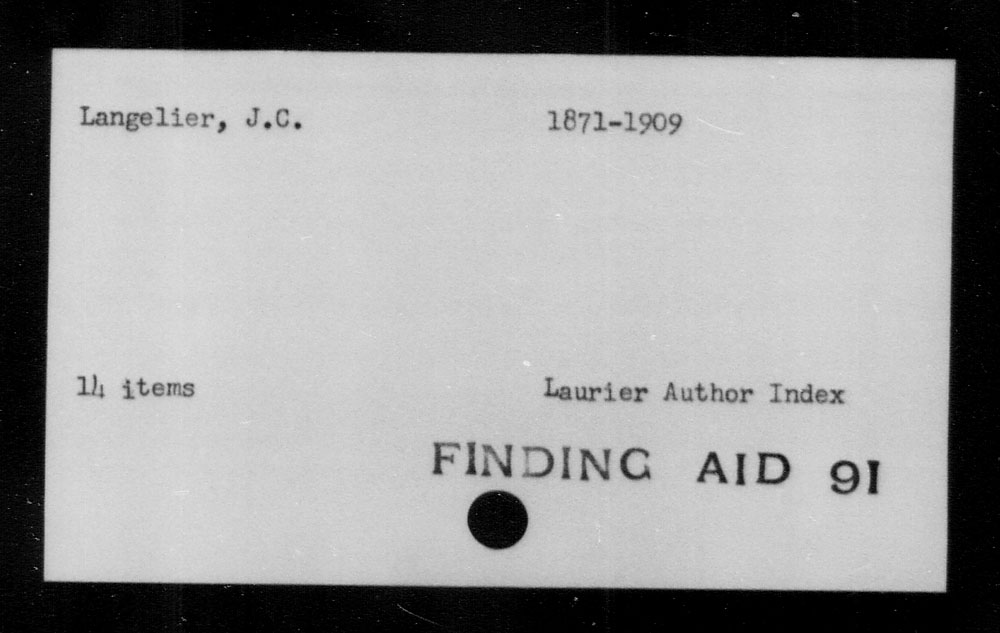 Langelier, J.C. 1871-1909
14 items Laurier Author Index
FINDING AID 91